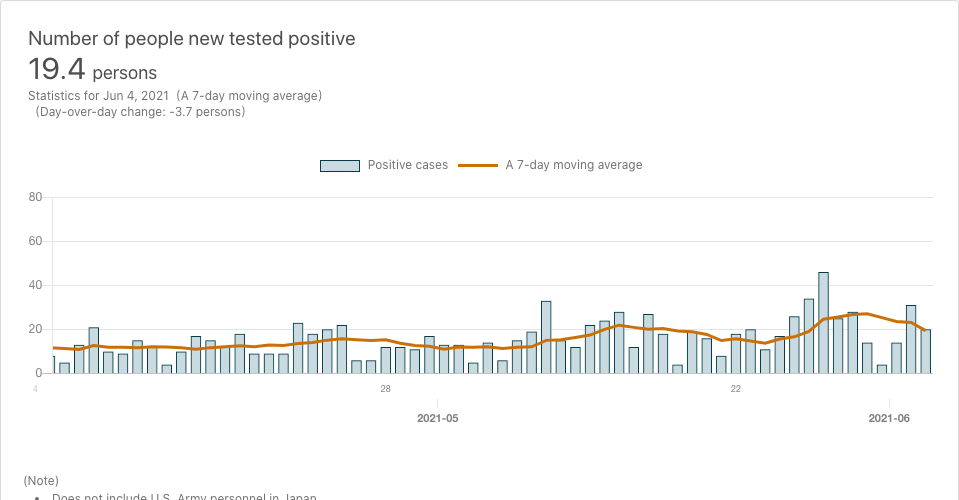 Number of people new tested positive
19.4 persons
Statistics for Jun 4, 2021 (A 7-day moving average)
(Day-over-day change: -3.7 persons)
Positive cases
A 7-day moving average
80
60
40
20
0
4
28
22
2021-05
2021-06
(Note)
• Does not include U.S. Army personnel in Japan